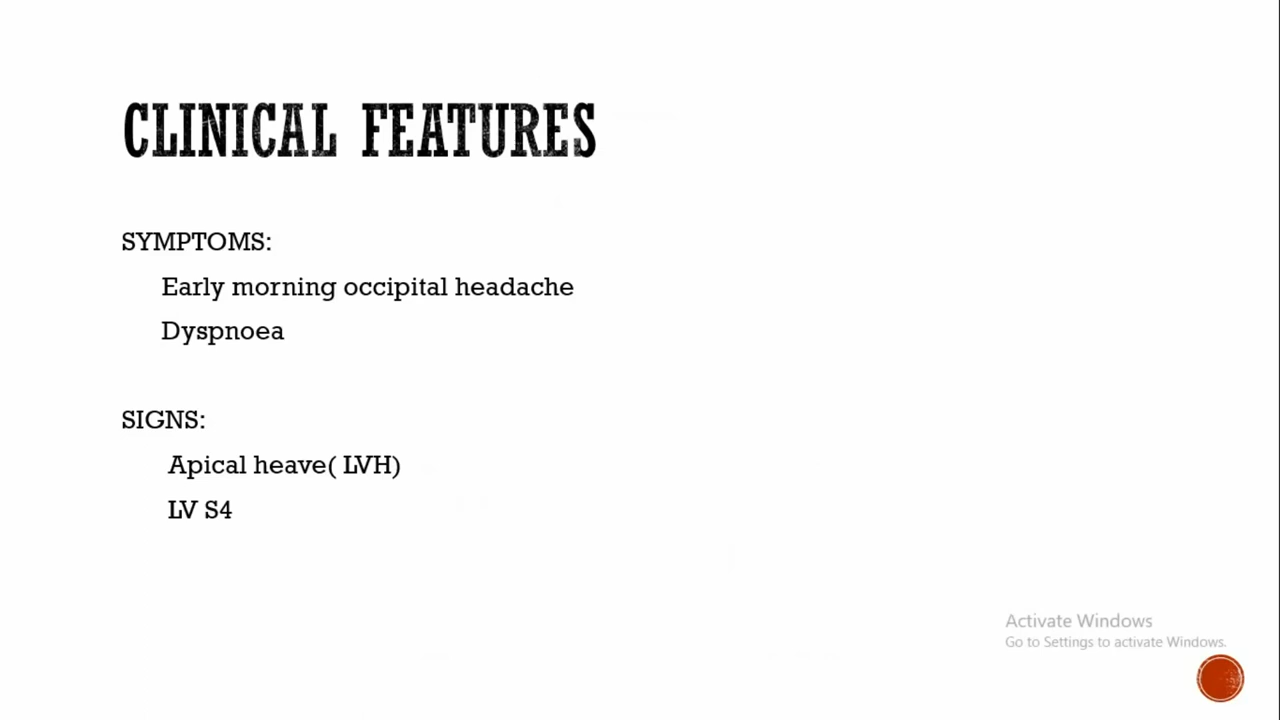 CLINICAL FEATURES
SYMPTOMS:
Early morning occipital headache
Dyspnoea
SIGNS:
Apical heave( LVH)
LV S4
Activate Windows
Go to Settings to activate Windows.